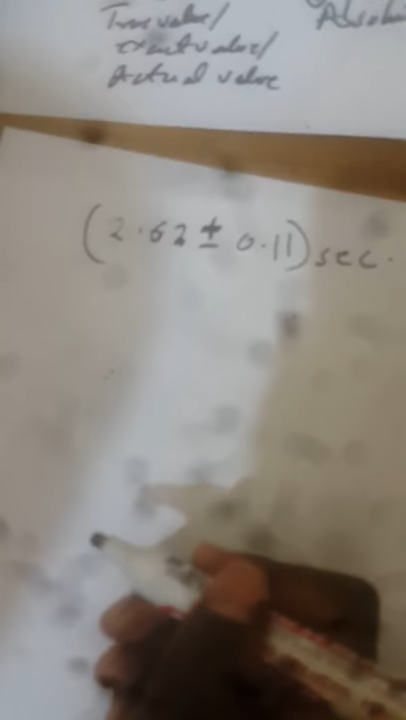 True value/
exact value/
Actual value
(2.62 ± 0.11) sec.